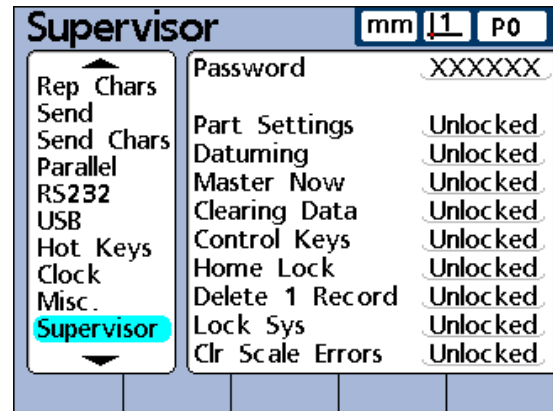 Supervisor mm 1 P0
Rep Chars
Send
Send Chars
Parallel
RS232
USB
Hot Keys
Clock
Misc.
Supervisor
Password XXXXXX
Part Settings Unlocked
Datuming Unlocked
Master Now Unlocked
Clearing Data Unlocked
Control Keys Unlocked
Home Lock Unlocked
Delete 1 Record Unlocked
Lock Sys Unlocked
Clr Scale Errors Unlocked